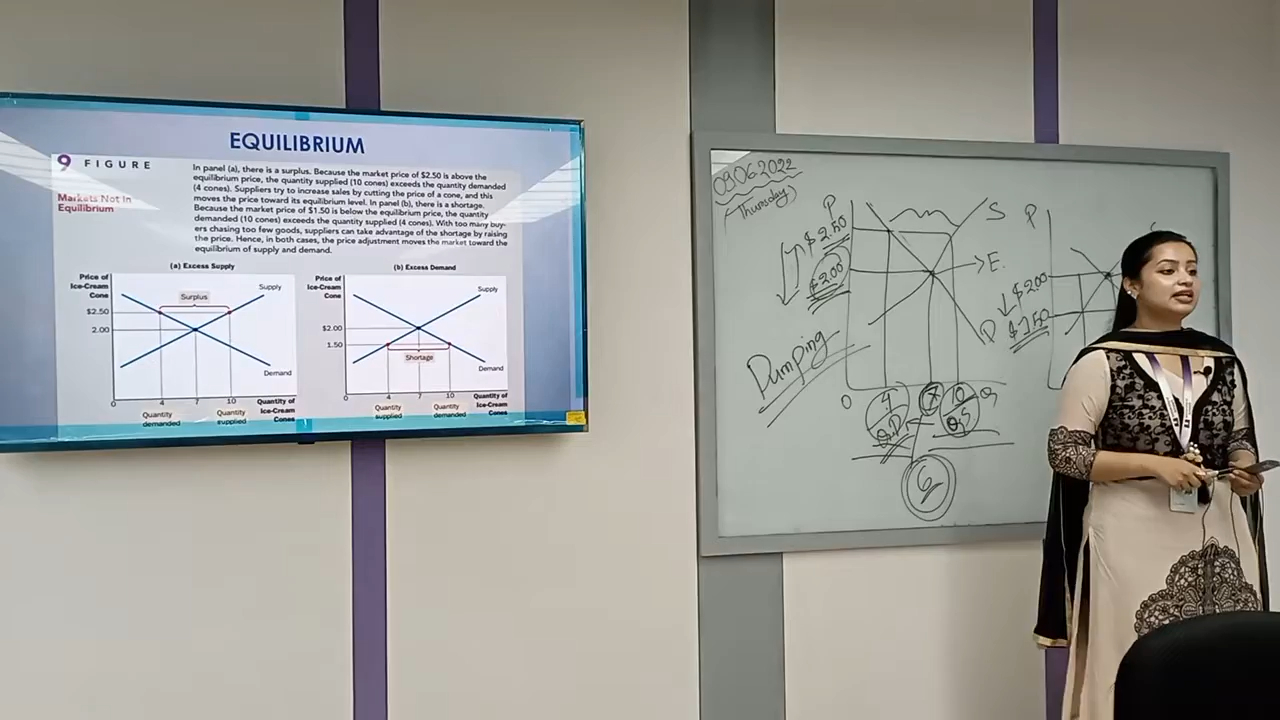 EQUILIBRIUM
9 FIGURE
Markets Not in
Equilibrium
In panel (a), there is a surplus. Because the market price of $2.50 is above the
equilibrium price, the quantity supplied (10 cones) exceeds the quantity demanded
(4 cones). Suppliers try to increase sales by cutting the price of a cone, and this
moves the price toward its equilibrium level. In panel (b), there is a shortage.
Because the market price of $1.50 is below the equilibrium price, the quantity
demanded (10 cones) exceeds the quantity supplied (4 cones). With too many buy-
ers chasing too few goods, suppliers can take advantage of the shortage by raising
the price. Hence, in both cases, the price adjustment moves the market toward the
equilibrium of supply and demand.
(a) Excess Supply
Price of
Ice-Cream
Cone
Supply
Surplus
$2.50
2.00
Demand
0 4 7 10
Quantity
demanded
Quantity
supplied
Quantity of
Ice-Cream
Cones
(b) Excess Demand
Price of
Ice-Cream
Cone
Supply
$2.00
1.50
Shortage
Demand
0 4 7 10
Quantity
supplied
Quantity
demanded
Quantity of
Ice-Cream
Cones
09.06.2022
(Thursday)
P
S
$2.50
E
$2.00
D
Dumping
0 4 7 10 Q
QD QS
6
P
$2.00
$1.50